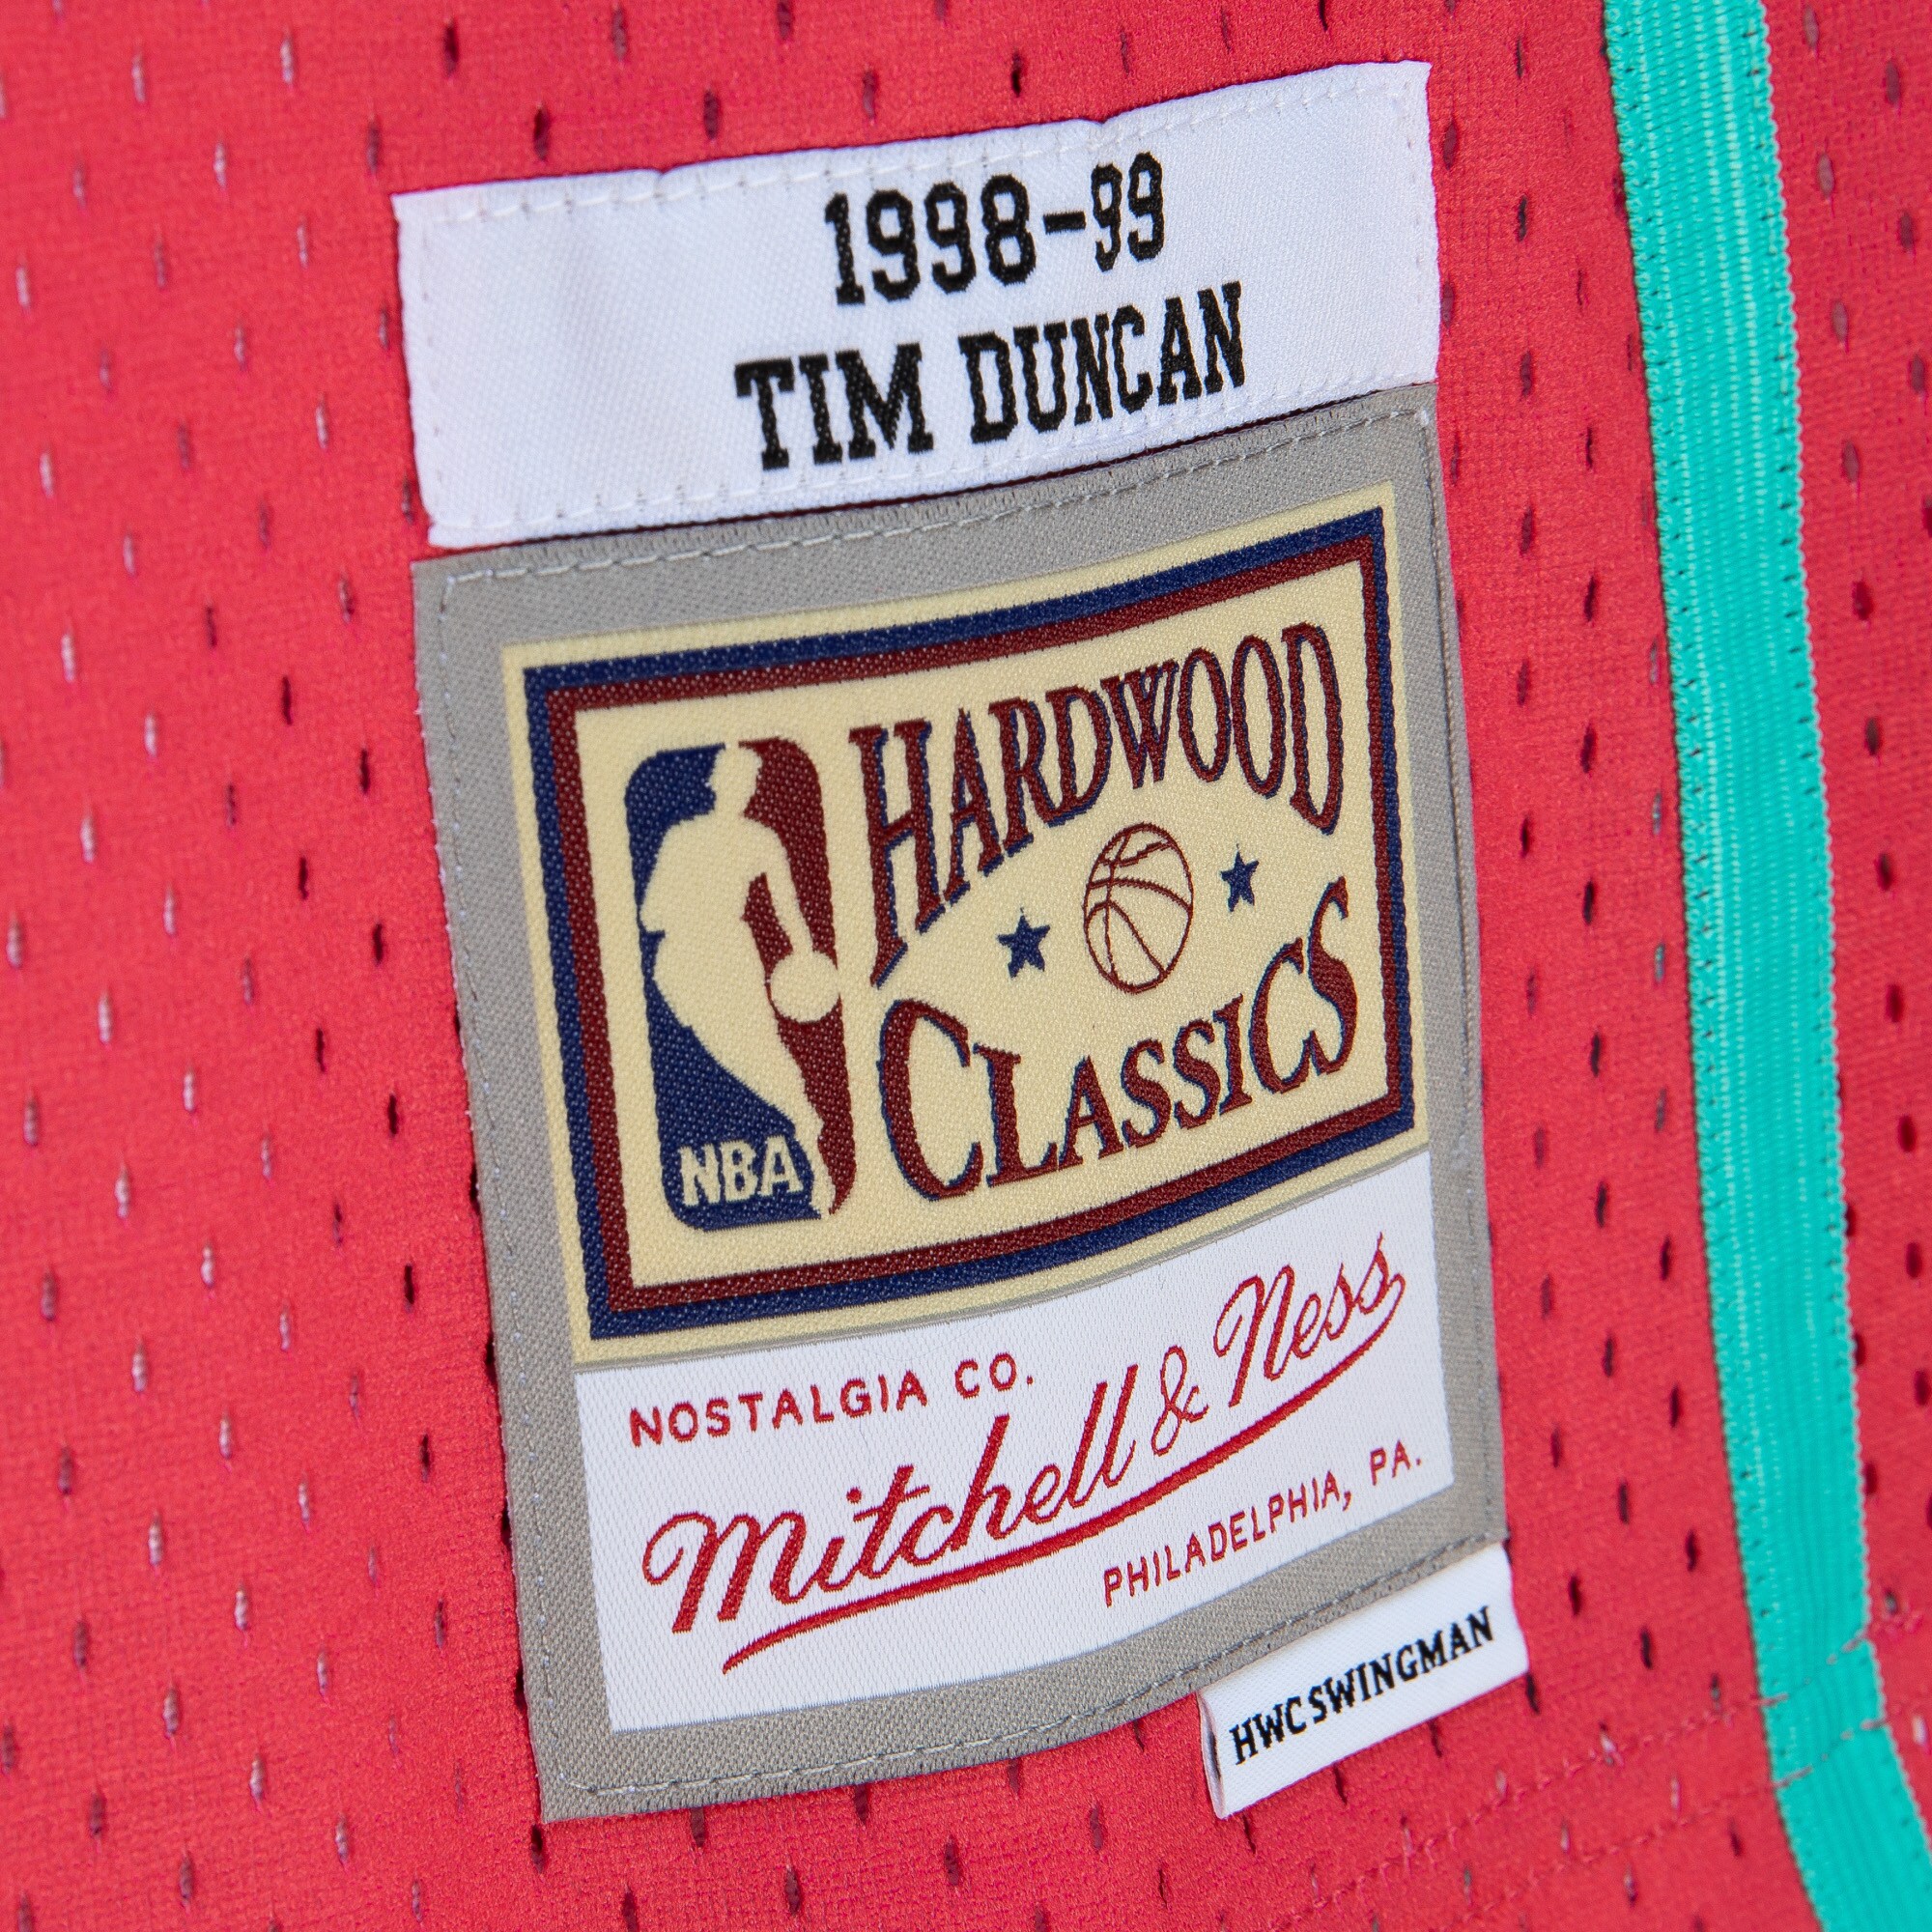 1998-99
TIM DUNCAN
HARDWOOD
CLASSICS
NBA
NOSTALGIA CO.
Mitchell & Ness
PHILADELPHIA, PA.
HWC SWINGMAN